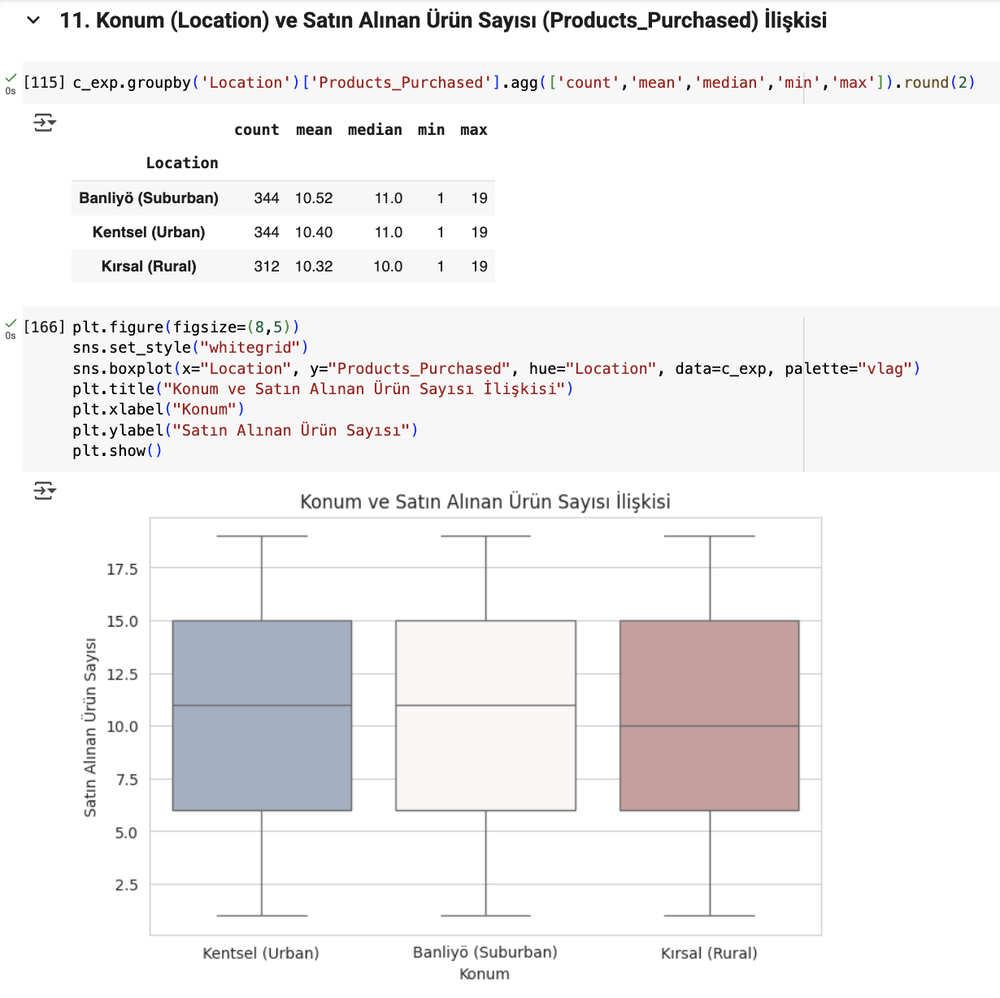 11. Konum (Location) ve Satın Alınan Ürün Sayısı (Products_Purchased) İlişkisi
0s [115] c_exp.groupby('Location')['Products_Purchased'].agg(['count','mean','median','min','max']).round(2)
count mean median min max
Location
Banliyö (Suburban) 344 10.52 11.0 1 19
Kentsel (Urban) 344 10.40 11.0 1 19
Kırsal (Rural) 312 10.32 10.0 1 19
0s [166] plt.figure(figsize=(8,5))
sns.set_style("whitegrid")
sns.boxplot(x="Location", y="Products_Purchased", hue="Location", data=c_exp, palette="vlag")
plt.title("Konum ve Satın Alınan Ürün Sayısı İlişkisi")
plt.xlabel("Konum")
plt.ylabel("Satın Alınan Ürün Sayısı")
plt.show()
Konum ve Satın Alınan Ürün Sayısı İlişkisi
Satın Alınan Ürün Sayısı
17.5
15.0
12.5
10.0
7.5
5.0
2.5
Kentsel (Urban) Banliyö (Suburban) Kırsal (Rural)
Konum